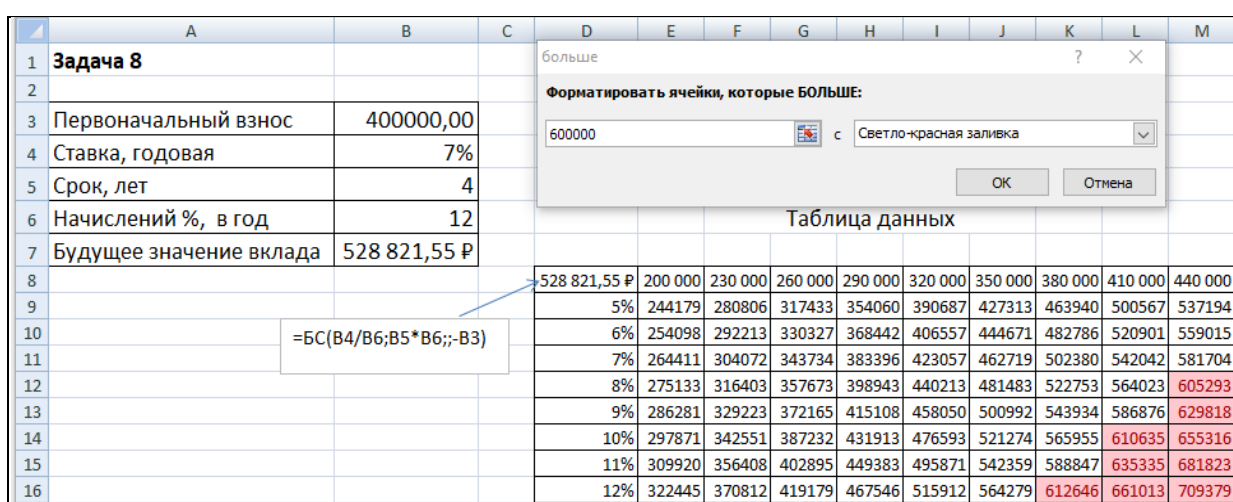 A B C D E F G H I J K L M
1 Задача 8
больше ?
2
Форматировать ячейки, которые БОЛЬШЕ:
3 Первоначальный взнос 400000,00
600000 с Светло-красная заливка
4 Ставка, годовая 7%
5 Срок, лет 4
ОК Отмена
6 Начислений %, в год 12 Таблица данных
7 Будущее значение вклада 528 821,55 ₽
8 528 821,55 ₽ 200 000 230 000 260 000 290 000 320 000 350 000 380 000 410 000 440 000
9 5% 244179 280806 317433 354060 390687 427313 463940 500567 537194
10 6% 254098 292213 330327 368442 406557 444671 482786 520901 559015
=БС(B4/B6;B5*B6;;-B3)
11 7% 264411 304072 343734 383396 423057 462719 502380 542042 581704
12 8% 275133 316403 357673 398943 440213 481483 522753 564023 605293
13 9% 286281 329223 372165 415108 458050 500992 543934 586876 629818
14 10% 297871 342551 387232 431913 476593 521274 565955 610635 655316
15 11% 309920 356408 402895 449383 495871 542359 588847 635335 681823
16 12% 322445 370812 419179 467546 515912 564279 612646 661013 709379